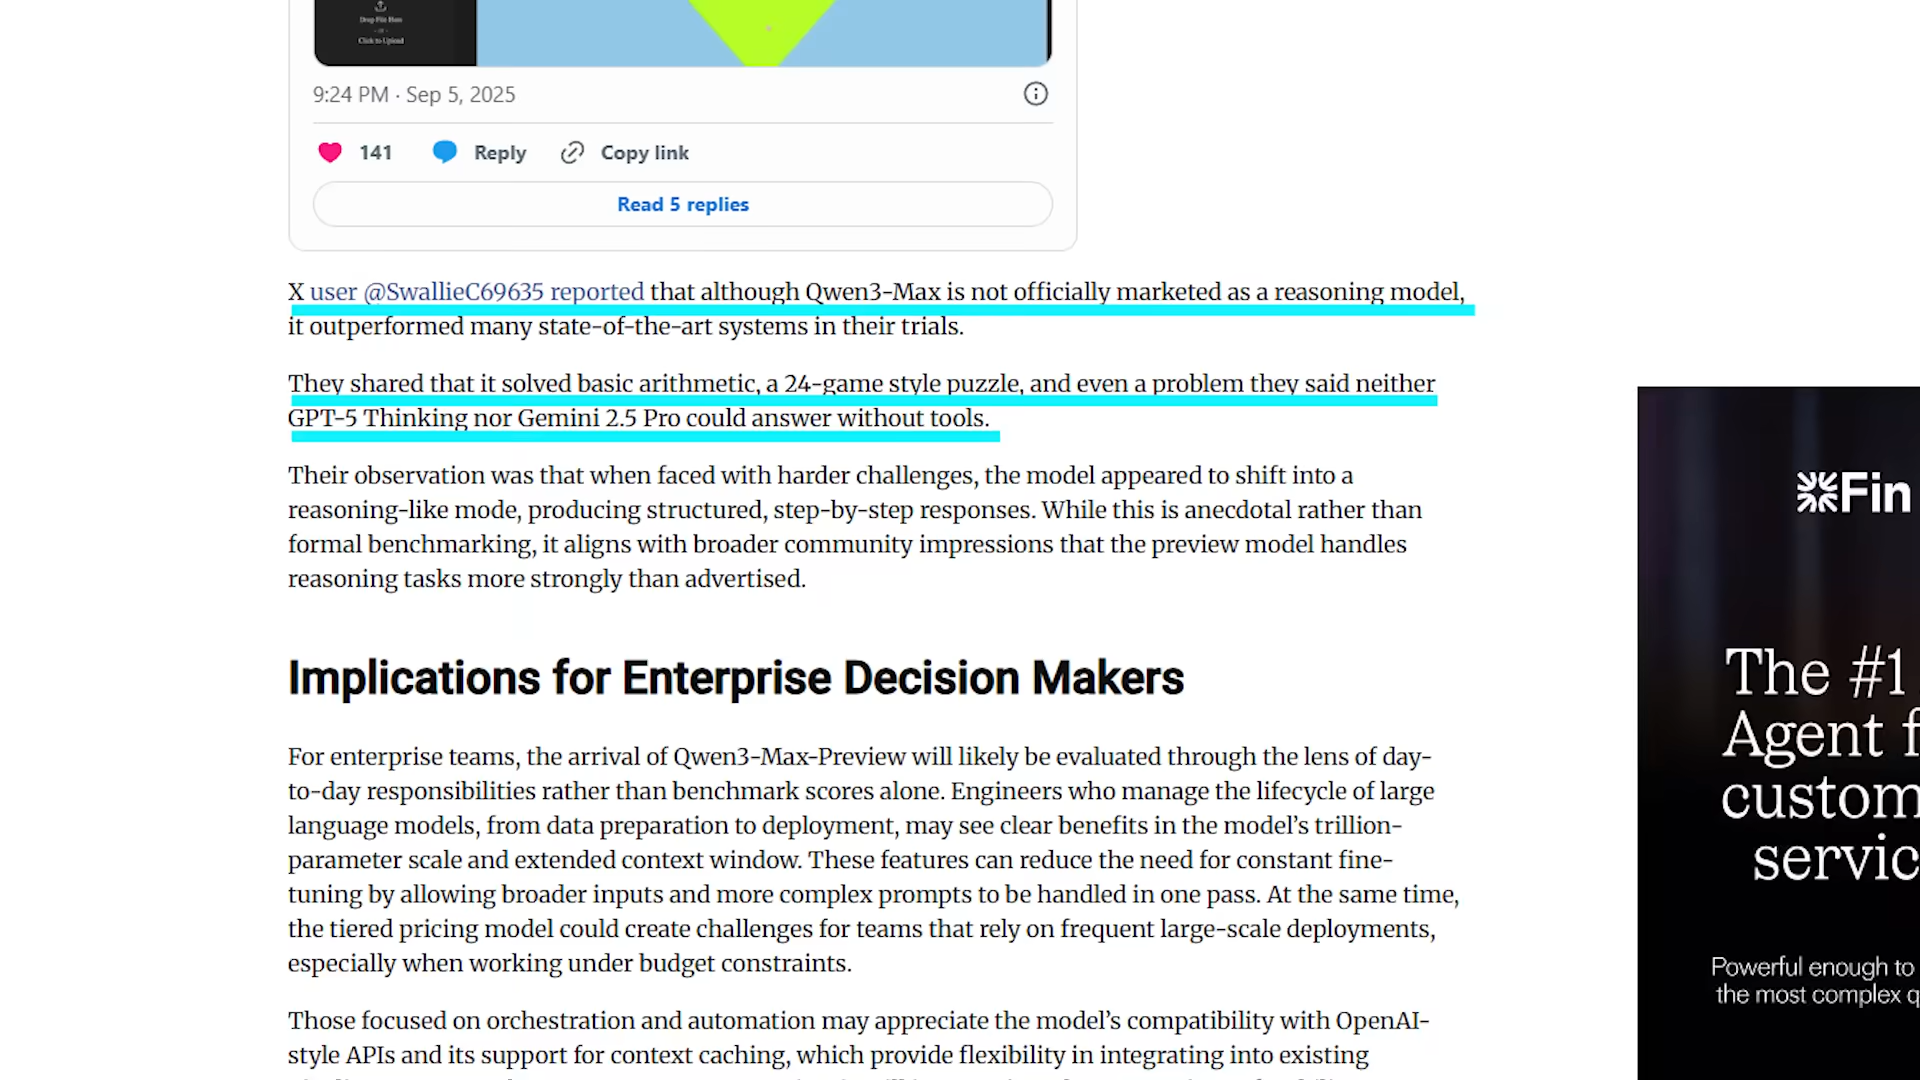 Drop File Here
- or -
Click to Upload
9:24 PM · Sep 5, 2025
141 Reply Copy link
Read 5 replies
X user @SwallieC69635 reported that although Qwen3-Max is not officially marketed as a reasoning model,
it outperformed many state-of-the-art systems in their trials.
They shared that it solved basic arithmetic, a 24-game style puzzle, and even a problem they said neither
GPT-5 Thinking nor Gemini 2.5 Pro could answer without tools.
Their observation was that when faced with harder challenges, the model appeared to shift into a
reasoning-like mode, producing structured, step-by-step responses. While this is anecdotal rather than
formal benchmarking, it aligns with broader community impressions that the preview model handles
reasoning tasks more strongly than advertised.
Implications for Enterprise Decision Makers
For enterprise teams, the arrival of Qwen3-Max-Preview will likely be evaluated through the lens of day-
to-day responsibilities rather than benchmark scores alone. Engineers who manage the lifecycle of large
language models, from data preparation to deployment, may see clear benefits in the model’s trillion-
parameter scale and extended context window. These features can reduce the need for constant fine-
tuning by allowing broader inputs and more complex prompts to be handled in one pass. At the same time,
the tiered pricing model could create challenges for teams that rely on frequent large-scale deployments,
especially when working under budget constraints.
Those focused on orchestration and automation may appreciate the model’s compatibility with OpenAI-
style APIs and its support for context caching, which provide flexibility in integrating into existing
Fin
The #1
Agent f
custom
servic
Powerful enough to
the most complex q